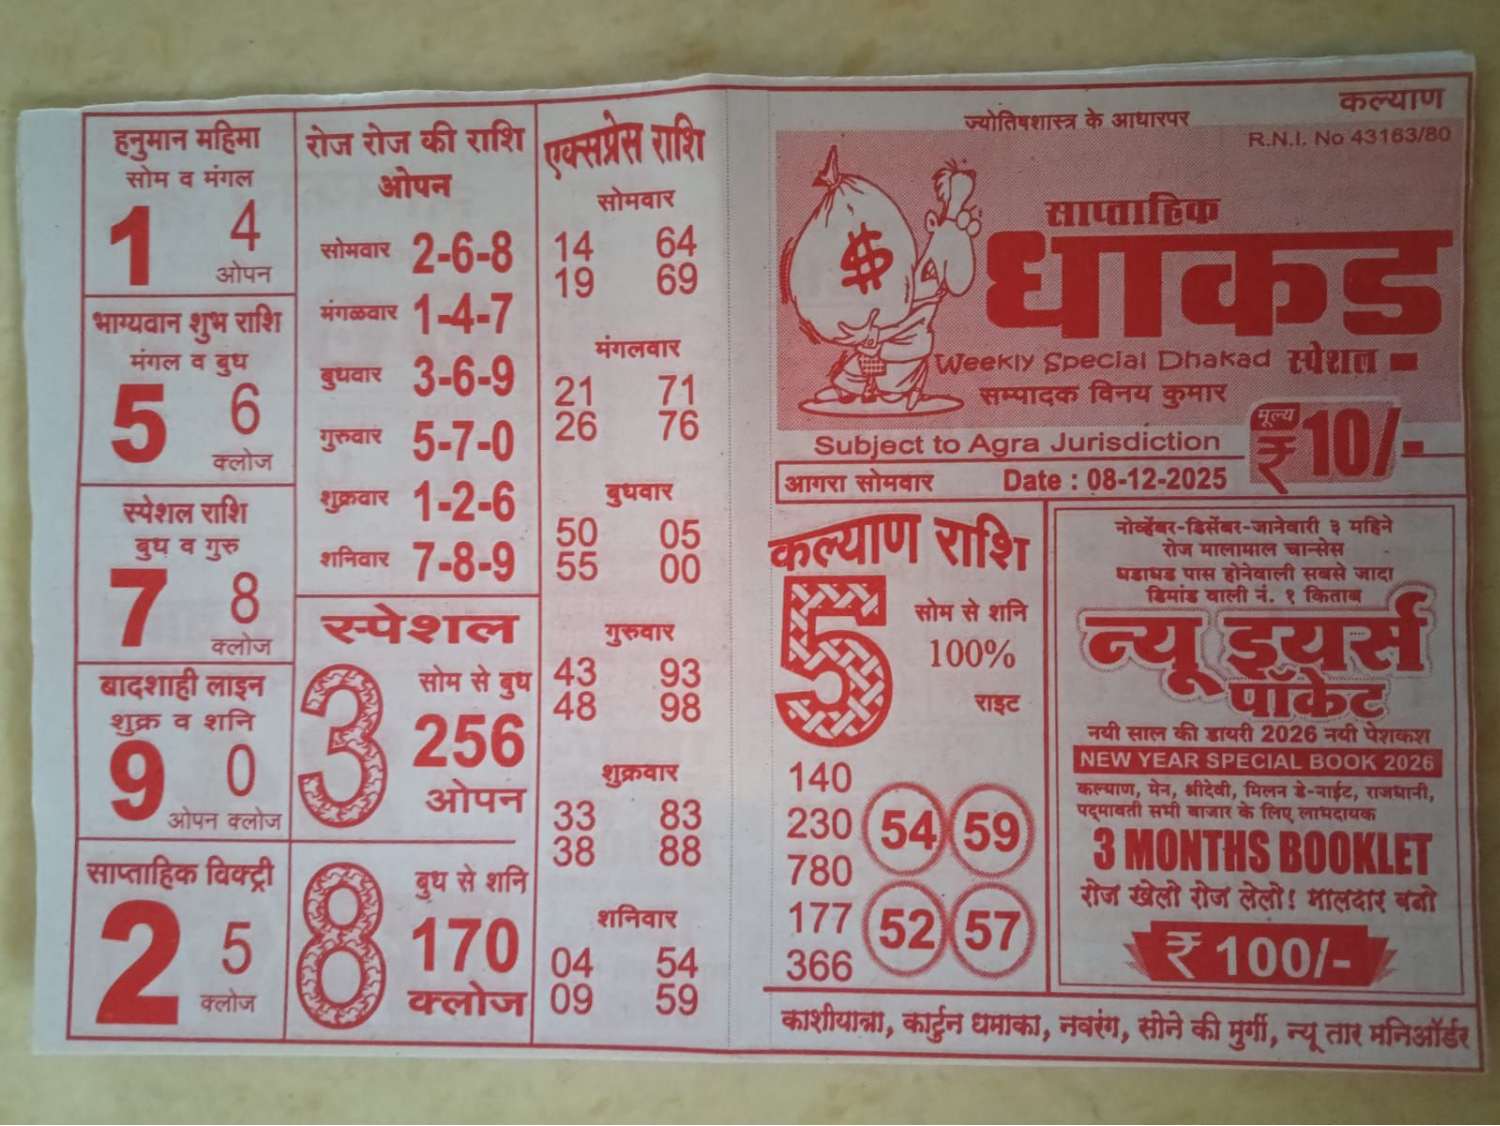 हनुमान महिमा
सोम व मंगल
1 4
ओपन
भाग्यवान शुभ राशि
मंगल व बुध
5 6
क्लोज
स्पेशल राशि
बुध व गुरु
7 8
क्लोज
बादशाही लाइन
शुक्र व शनि
9 0
ओपन क्लोज
साप्ताहिक विक्ट्री
2 5
क्लोज
रोज रोज की राशि
ओपन
सोमवार 2-6-8
मंगळवार 1-4-7
बुधवार 3-6-9
गुरुवार 5-7-0
शुक्रवार 1-2-6
शनिवार 7-8-9
स्पेशल
3 सोम से बुध
256
ओपन
8 बुध से शनि
170
क्लोज
एक्सप्रेस राशि
सोमवार
14 64
19 69
मंगलवार
21 71
26 76
बुधवार
50 05
55 00
गुरुवार
43 93
48 98
शुक्रवार
33 83
38 88
शनिवार
04 54
09 59
कल्याण
ज्योतिषशास्त्र के आधारपर
R.N.I. No 43163/80
$
साप्ताहिक
धाकड
Weekly Special Dhakad स्पेशल
सम्पादक विनय कुमार
Subject to Agra Jurisdiction
मूल्य
₹10/-
आगरा सोमवार Date : 08-12-2025
कल्याण राशि
5 सोम से शनि
100%
राइट
140
230 54 59
780
177 52 57
366
नोव्हेंबर-डिसेंबर-जानेवारी ३ महिने
रोज मालामाल चान्सेस
धडाधड पास होनेवाली सबसे जादा
डिमांड वाली नं. १ किताब
न्यू इयर्स
पॉकेट
नयी साल की डायरी 2026 नयी पेशकश
NEW YEAR SPECIAL BOOK 2026
कल्याण, मेन, श्रीदेवी, मिलन डे-नाईट, राजधानी,
पद्मावती सभी बाजार के लिए लाभदायक
3 MONTHS BOOKLET
रोज खेलो रोज लेलो! मालदार बनो
₹ 100/-
काशीयात्रा, कार्टुन धमाका, नवरंग, सोने की मुर्गी, न्यू तार मनिऑर्डर